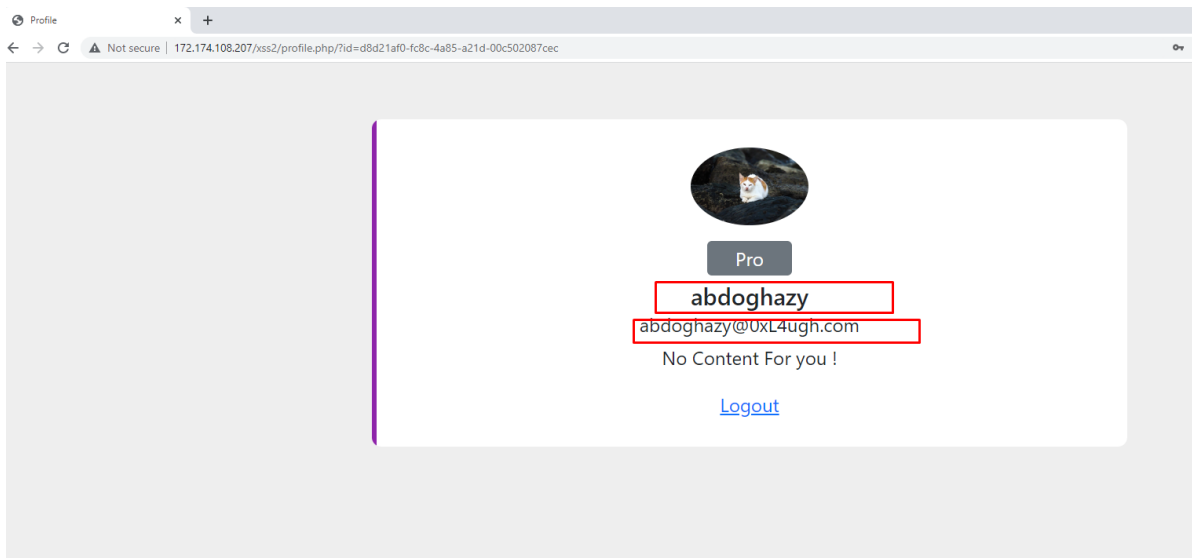 Profile
Not secure | 172.174.108.207/xss2/profile.php/?id=d8d21af0-fc8c-4a85-a21d-00c502087cec
Pro
abdoghazy
abdoghazy@0xL4ugh.com
No Content For you !
Logout